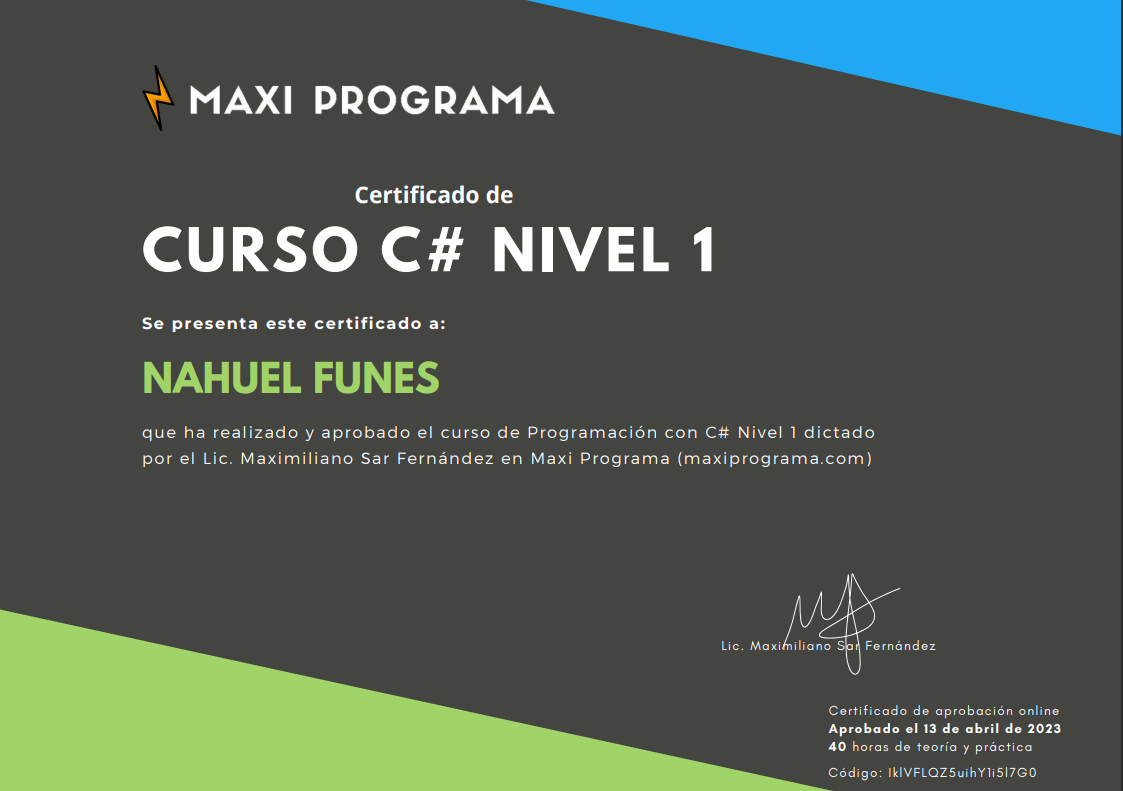 MAXI PROGRAMA
Certificado de
CURSO C# NIVEL 1
Se presenta este certificado a:
NAHUEL FUNES
que ha realizado y aprobado el curso de Programación con C# Nivel 1 dictado
por el Lic. Maximiliano Sar Fernández en Maxi Programa (maxiprograma.com)
Lic. Maximiliano Sar Fernández
Certificado de aprobación online
Aprobado el 13 de abril de 2023
40 horas de teoría y práctica
Código: IklVFLQZ5uihY1i5l7G0